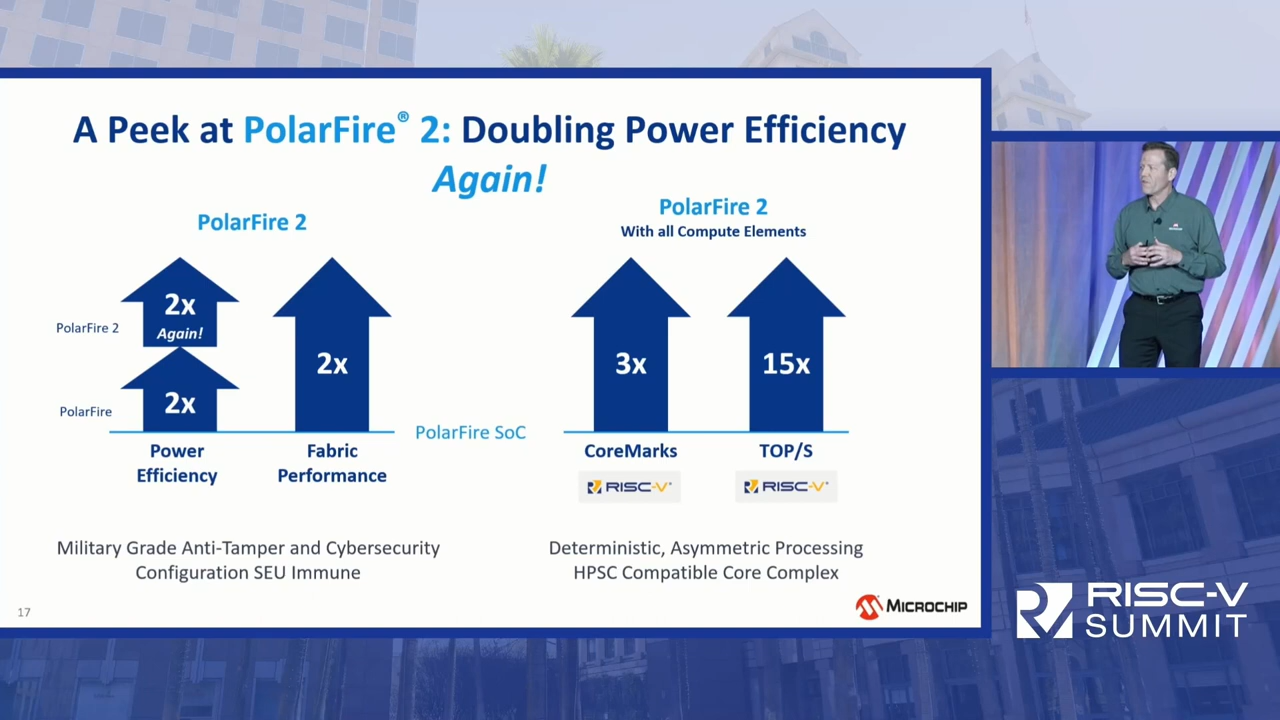 A Peek at PolarFire® 2: Doubling Power Efficiency
Again!
PolarFire 2
PolarFire 2
2x
Again!
PolarFire
2x
Power
Efficiency
2x
Fabric
Performance
PolarFire SoC
PolarFire 2
With all Compute Elements
3x
CoreMarks
RISC-V®
15x
TOP/S
RISC-V®
Military Grade Anti-Tamper and Cybersecurity
Configuration SEU Immune
Deterministic, Asymmetric Processing
HPSC Compatible Core Complex
17
MICROCHIP
RISC-V
SUMMIT